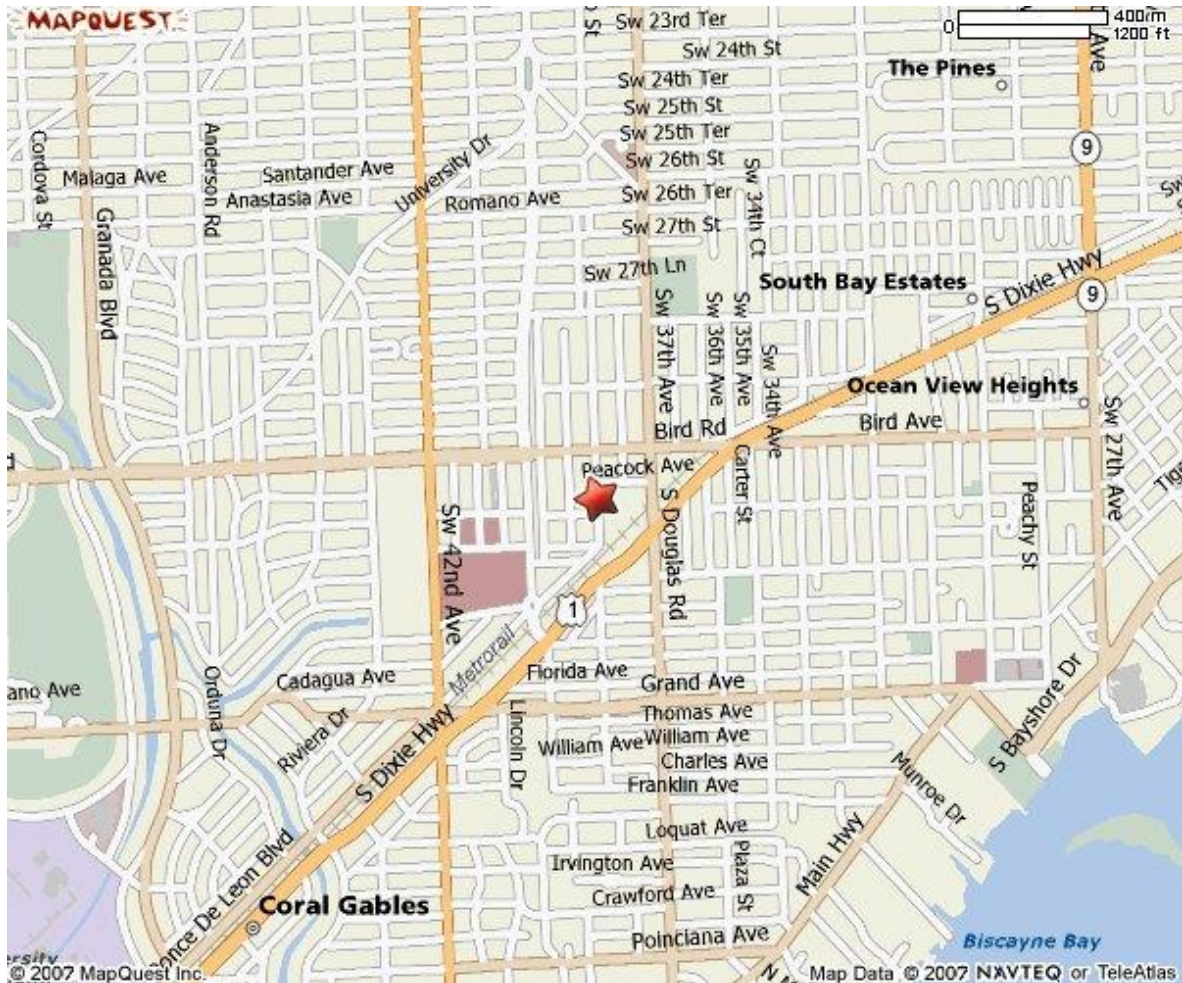 MAPQUEST
0
400m
1200 ft
Sw 23rd Ter
Sw 24th St
The Pines
Ave
Sw 24th Ter
Sw 25th St
Sw 25th Ter
9
Sw 26th St
Cordova St
Anderson Rd
Malaga Ave
Santander Ave
University Dr
Sw 34th Ct
Anastasia Ave
Romano Ave
Sw 26th Ter
Sw 27th St
Granada Blvd
Sw 27th Ln
South Bay Estates
S Dixie Hwy
9
Sw 37th Ave
Sw 36th Ave
Sw 35th Ave
Sw 34th Ave
Ocean View Heights
Bird Rd
Bird Ave
Sw 27th Ave
Peacock Ave
Carter St
S Douglas Rd
Peachy St
Sw 42nd Ave
1
Metrorail
Florida Ave
Cadagua Ave
Grand Ave
Orduna Dr
Riviera Dr
S Dixie Hwy
Lincoln Dr
Thomas Ave
William Ave
William Ave
S Bayshore Dr
Charles Ave
Franklin Ave
Munroe Dr
Loquat Ave
Irvington Ave
Plaza St
Main Hwy
Crawford Ave
Ponce De Leon Blvd
Coral Gables
Poinciana Ave
Biscayne Bay
© 2007 MapQuest Inc.
Map Data © 2007 NAVTEQ or TeleAtlas